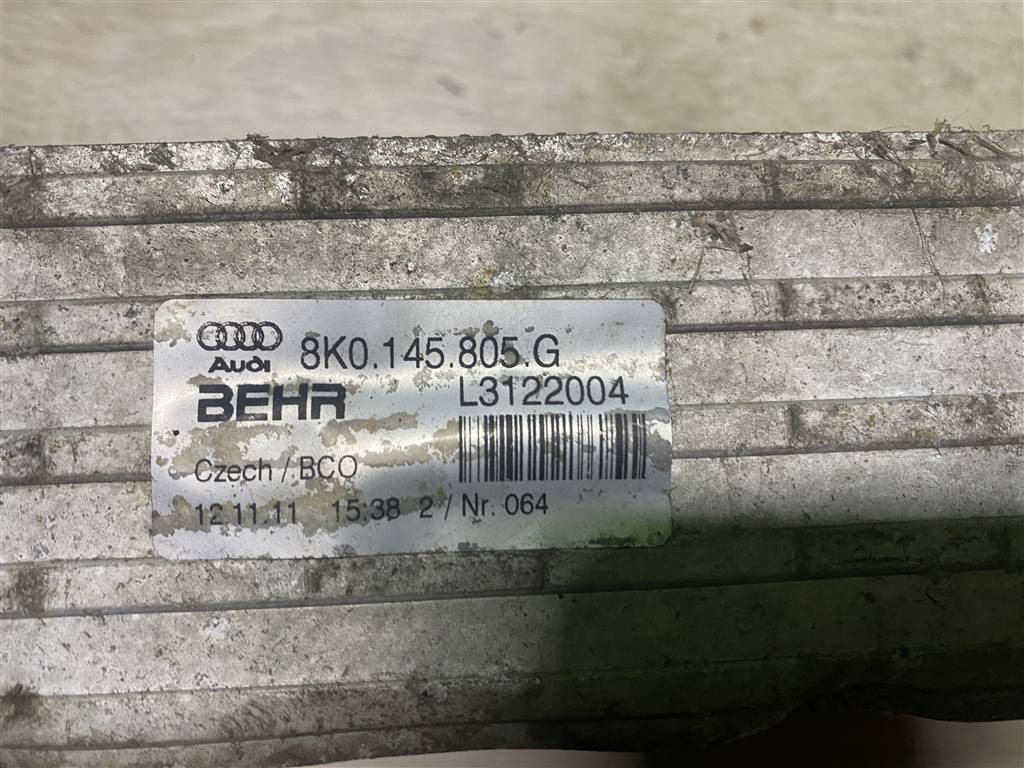 Audi 8K0.145.805.G
BEHR L3122004
Czech / BCO
12.11.11 15:38 2 / Nr. 064